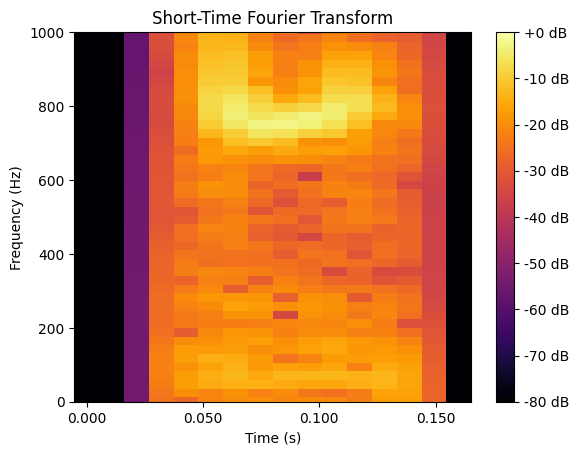 Short-Time Fourier Transform
1000
800
600
400
200
0
Frequency (Hz)
0.000
0.050
0.100
0.150
Time (s)
+0 dB
-10 dB
-20 dB
-30 dB
-40 dB
-50 dB
-60 dB
-70 dB
-80 dB